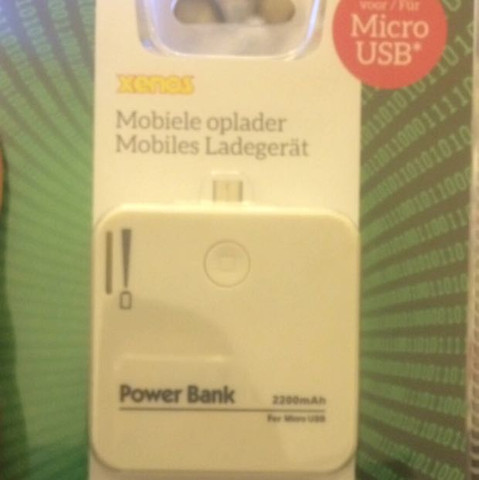 voor / Für
Micro
USB*
xenos
Mobiele oplader
Mobiles Ladegerät
Power Bank
2200mAh
For Micro USB